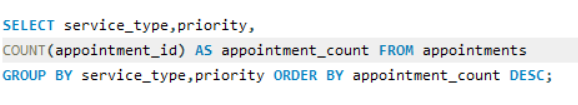 SELECT service_type,priority,
COUNT(appointment_id) AS appointment_count FROM appointments
GROUP BY service_type,priority ORDER BY appointment_count DESC;